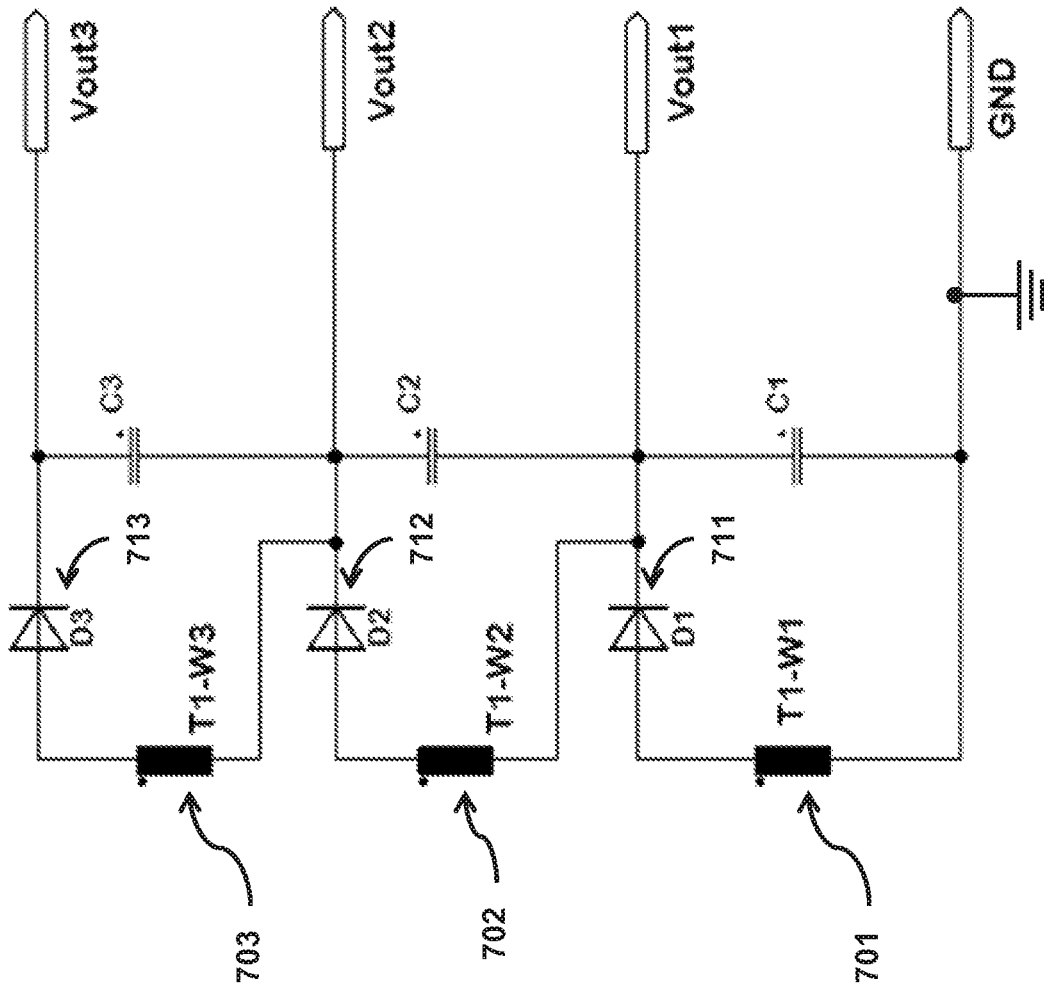 Vout3
Vout2
Vout1
GND
C3
C2
C1
713
712
711
D3
D2
D1
T1-W3
T1-W2
T1-W1
703
702
701